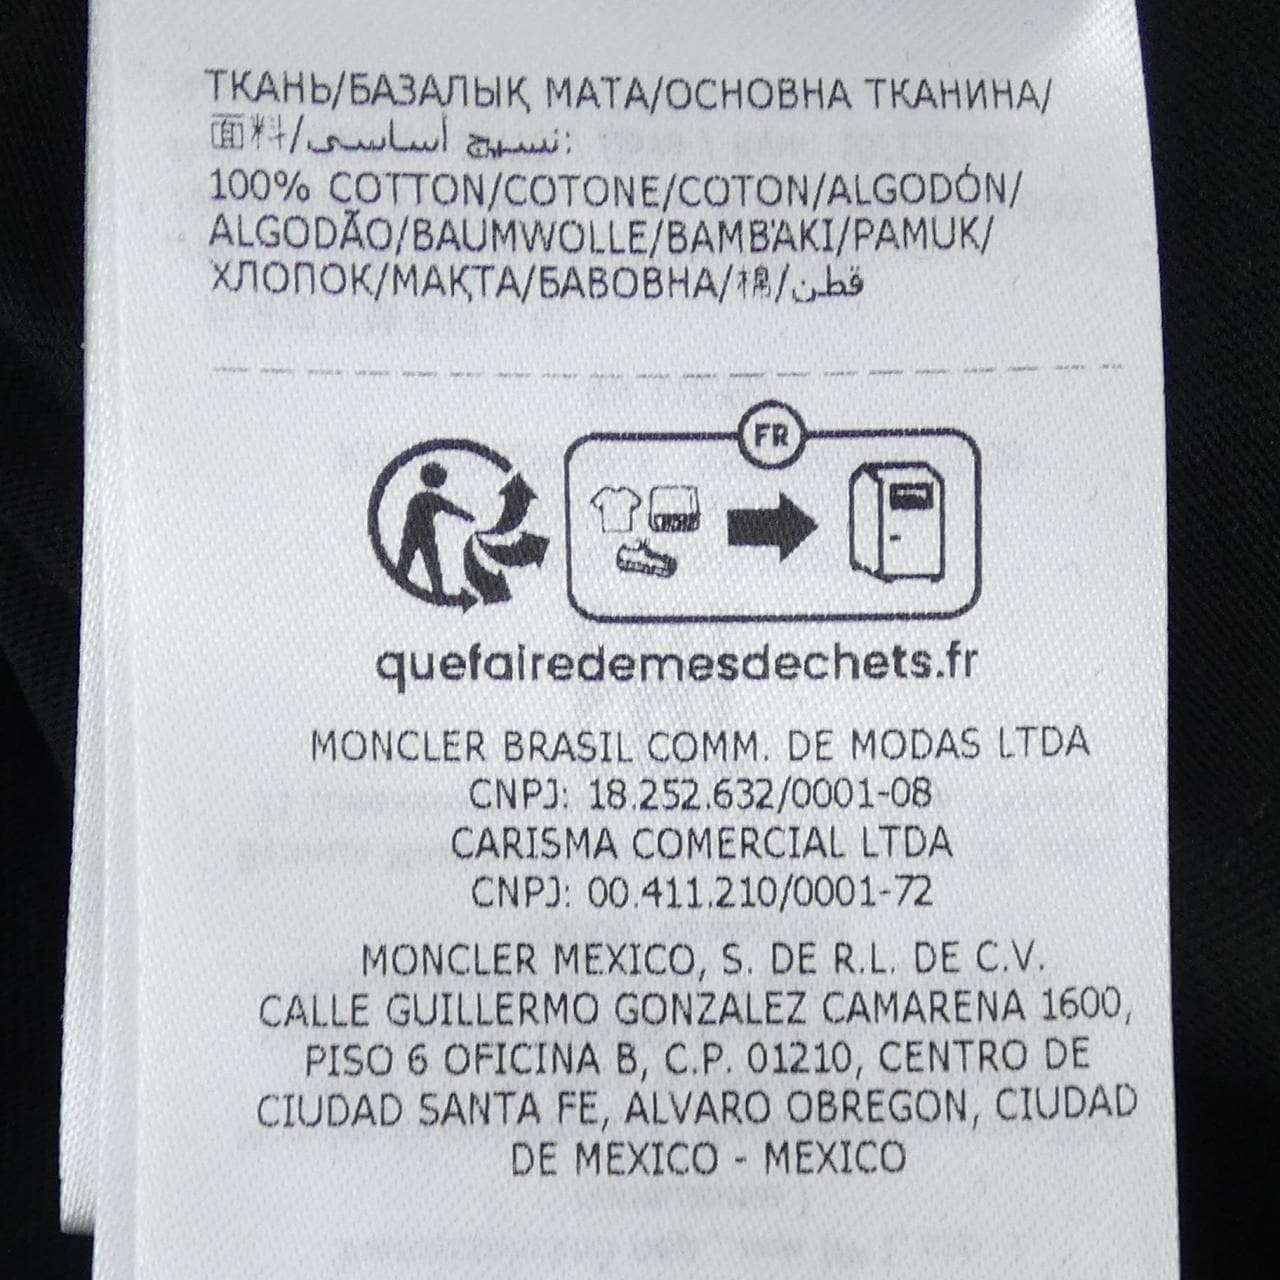 ТКАНЬ/БАЗАЛЫҚ МАТА/ОСНОВНА ТКАНИНА/
面料/نسيج أساسي:
100% COTTON/COTONE/COTON/ALGODÓN/
ALGODÃO/BAUMWOLLE/BAMBAKI/PAMUK/
ХЛОПОК/МАҚТА/БАВОВНА/棉/قطن
FR
quefairedemesdechets.fr
MONCLER BRASIL COMM. DE MODAS LTDA
CNPJ: 18.252.632/0001-08
CARISMA COMERCIAL LTDA
CNPJ: 00.411.210/0001-72
MONCLER MEXICO, S. DE R.L. DE C.V.
CALLE GUILLERMO GONZALEZ CAMARENA 1600,
PISO 6 OFICINA B, C.P. 01210, CENTRO DE
CIUDAD SANTA FE, ALVARO OBREGON, CIUDAD
DE MEXICO - MEXICO